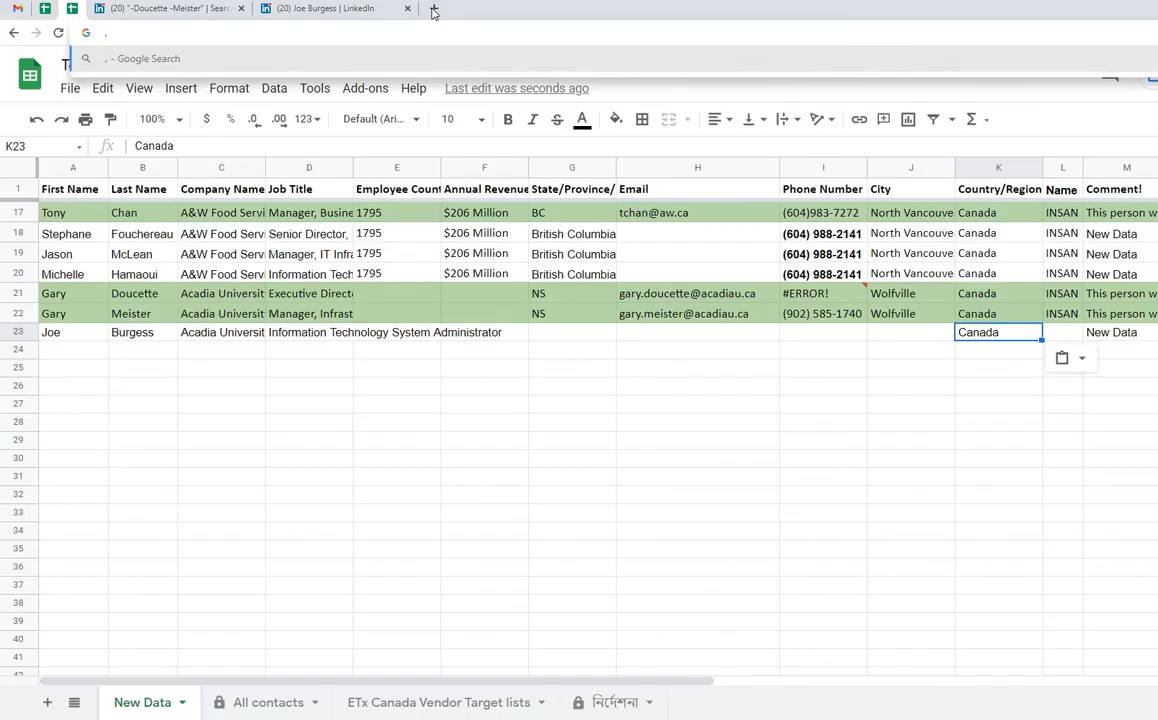 (20) "-Doucette -Meister" | Sear
(20) Joe Burgess | LinkedIn
.
. - Google Search
File Edit View Insert Format Data Tools Add-ons Help Last edit was seconds ago
100% $ % .0 .00 123 Default (Ari... 10 B I S A
K23 fx Canada
A B C D E F G H I J K L M
1 First Name Last Name Company Name Job Title Employee Coun Annual Revenue State/Province/ Email Phone Number City Country/Region Name Comment!
17 Tony Chan A&W Food Servi Manager, Busine 1795 $206 Million BC tchan@aw.ca (604)983-7272 North Vancouve Canada INSAN This person w
18 Stephane Fouchereau A&W Food Servi Senior Director, 1795 $206 Million British Columbia (604) 988-2141 North Vancouve Canada INSAN New Data
19 Jason McLean A&W Food Servi Manager, IT Infra 1795 $206 Million British Columbia (604) 988-2141 North Vancouve Canada INSAN New Data
20 Michelle Hamaoui A&W Food Servi Information Tech 1795 $206 Million British Columbia (604) 988-2141 North Vancouve Canada INSAN New Data
21 Gary Doucette Acadia Universit Executive Directo NS gary.doucette@acadiau.ca #ERROR! Wolfville Canada INSAN This person w
22 Gary Meister Acadia Universit Manager, Infrast NS gary.meister@acadiau.ca (902) 585-1740 Wolfville Canada INSAN This person w
23 Joe Burgess Acadia Universit Information Technology System Administrator Canada New Data
24
25
26
27
28
29
30
31
32
33
34
35
36
37
38
39
40
41
42
New Data All contacts ETx Canada Vendor Target lists নির্দেশনা